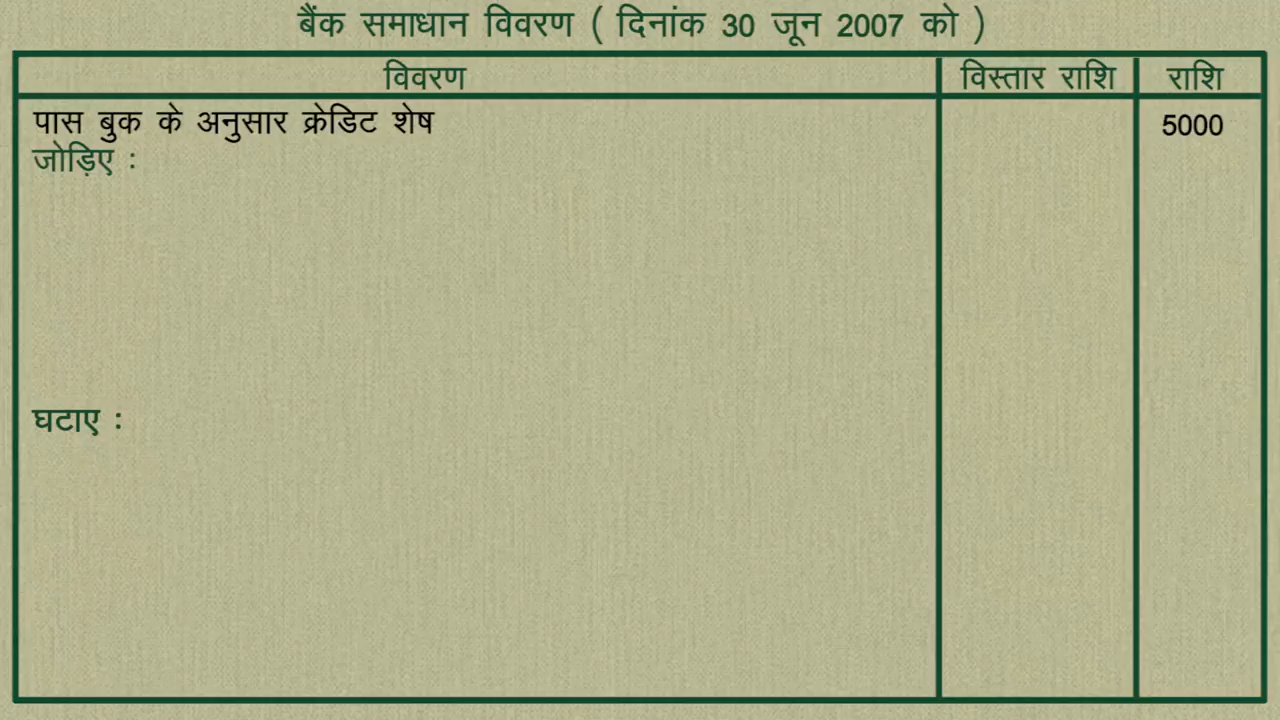 बैंक समाधान विवरण ( दिनांक 30 जून 2007 को )
विवरण विस्तार राशि राशि
पास बुक के अनुसार क्रेडिट शेष 5000
जोड़िए :
घटाए :